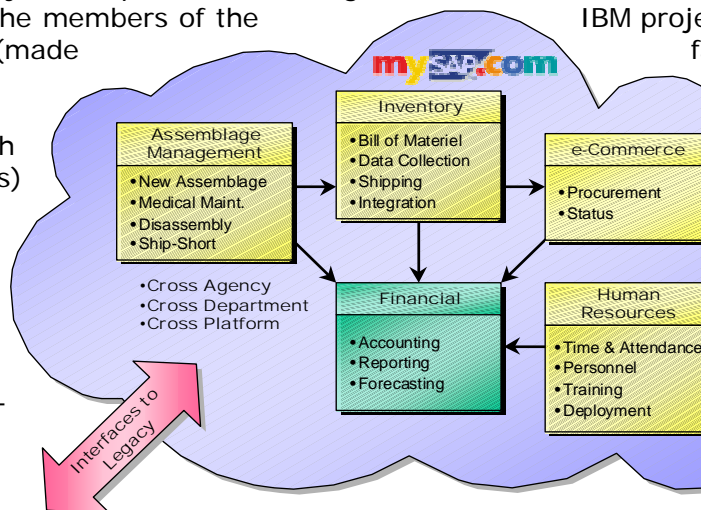 he members of the
(made
IBM proje
f
h
s)
mySAP.com
Assemblage
Management
•New Assemblage
•Medical Maint.
•Disassembly
•Ship-Short
Inventory
•Bill of Materiel
•Data Collection
•Shipping
•Integration
e-Commerce
•Procurement
•Status
•Cross Agency
•Cross Department
•Cross Platform
Financial
•Accounting
•Reporting
•Forecasting
Human
Resources
•Time & Attendance
•Personnel
•Training
•Deployment
Interfaces to
Legacy